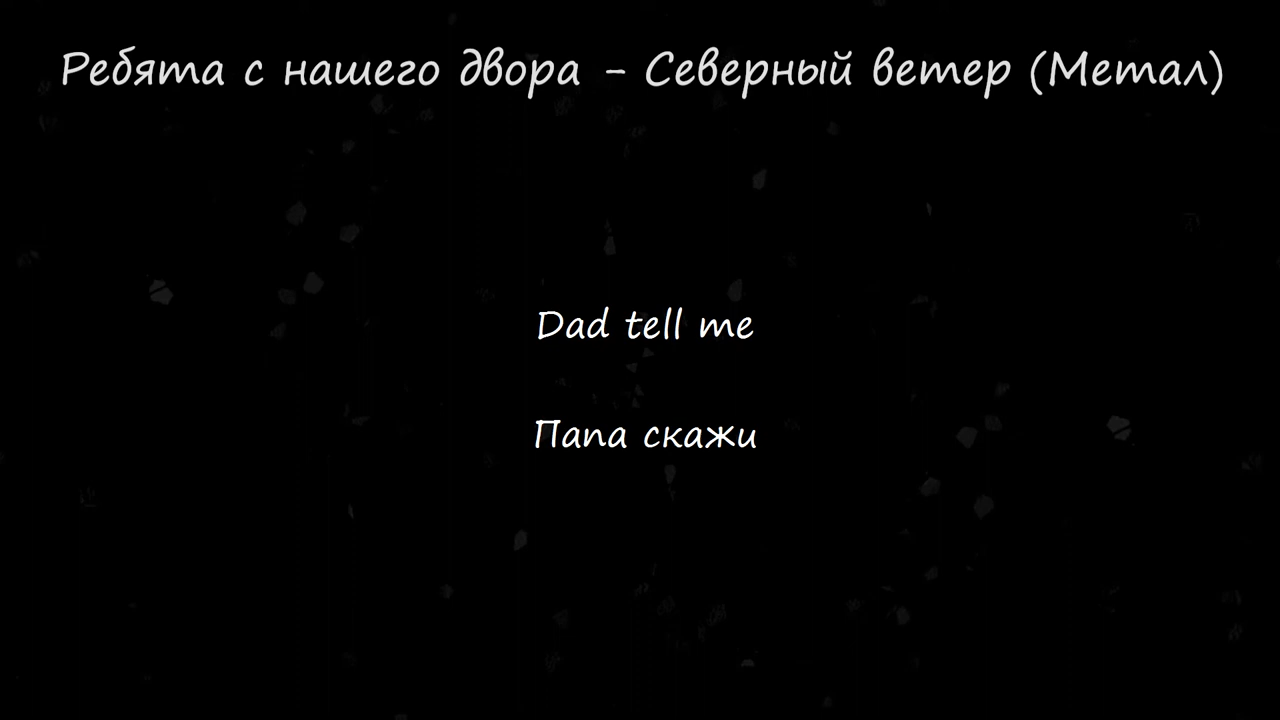 Ребята с нашего двора - Северный ветер (Метал)
Dad tell me
Папа скажи